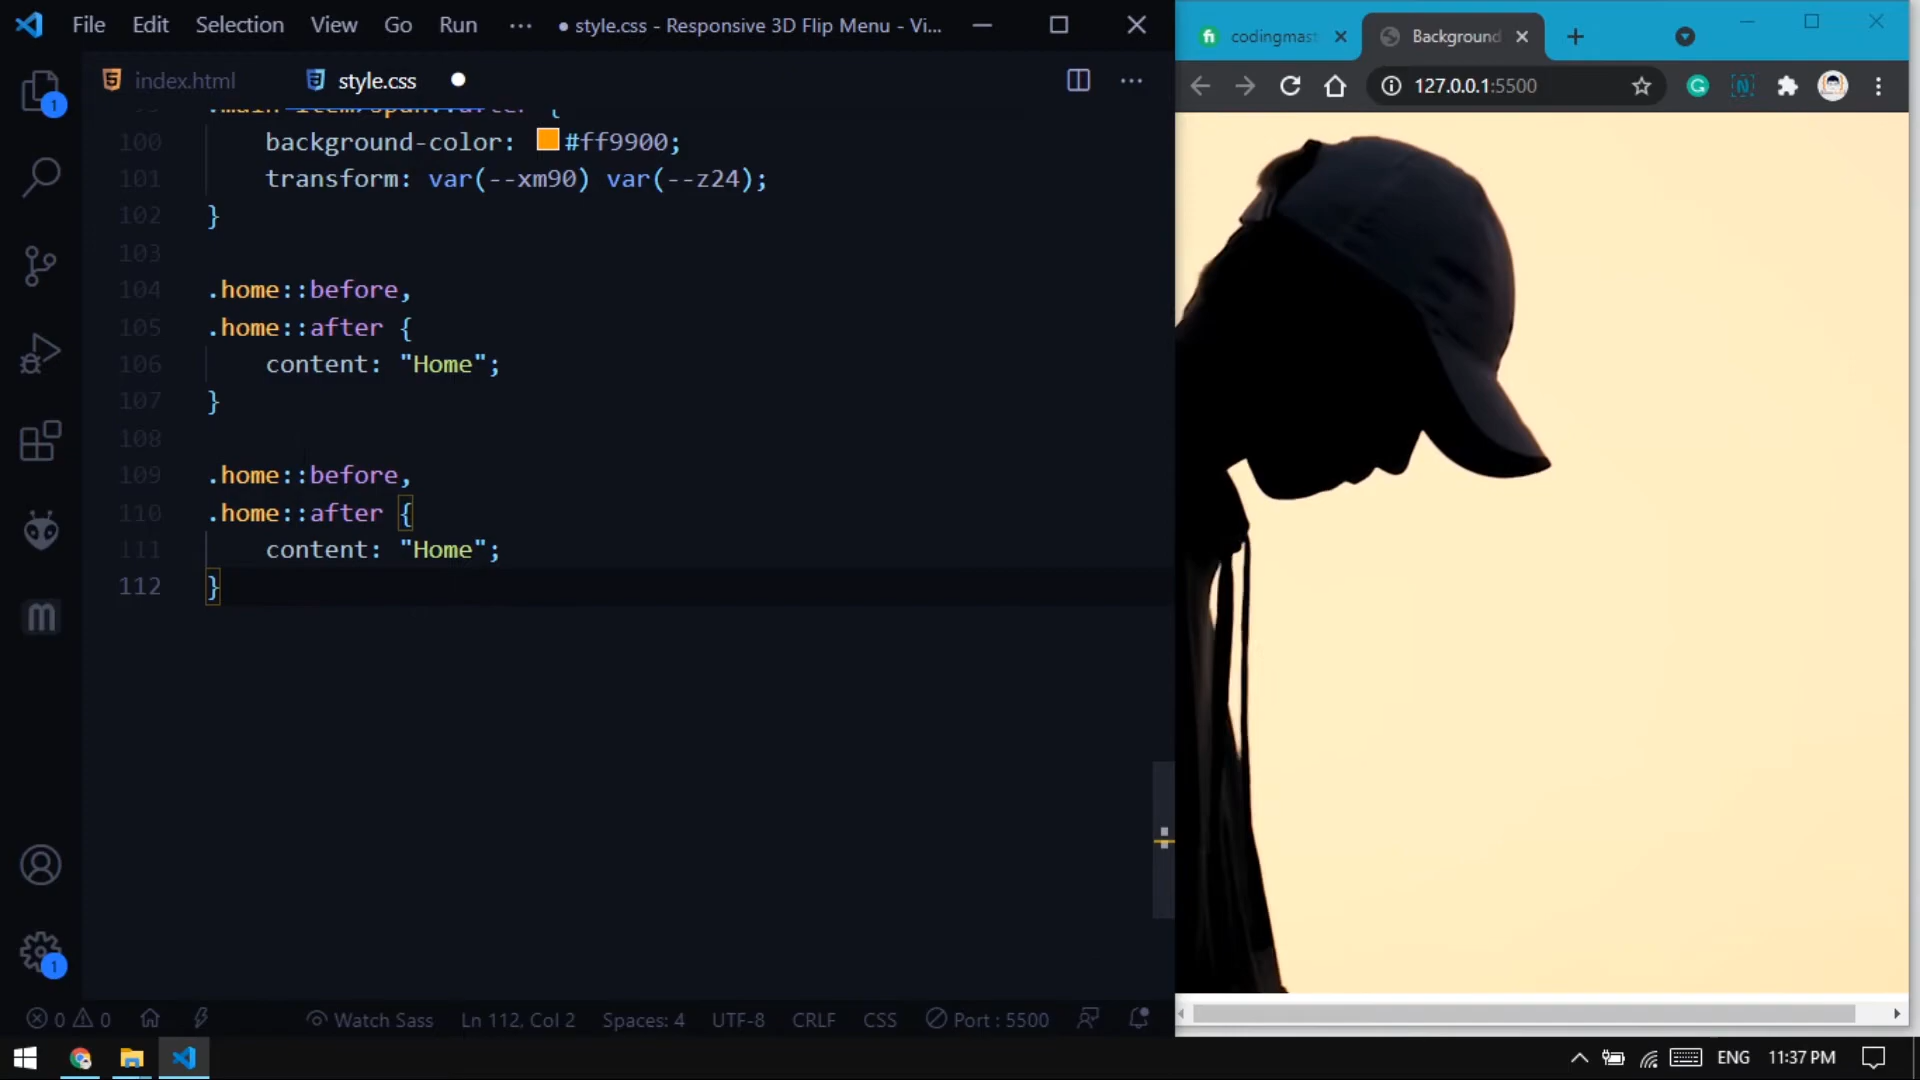 File Edit Selection View Go Run ··· ● style.css - Responsive 3D Flip Menu - Vi...
index.html style.css
100 background-color: #ff9900;
101 transform: var(--xm90) var(--z24);
102 }
103
104 .home::before,
105 .home::after {
106 content: "Home";
107 }
108
109 .home::before,
110 .home::after {
111 content: "Home";
112 }
1
1
0 0 Watch Sass Ln 112, Col 2 Spaces: 4 UTF-8 CRLF CSS Port : 5500
codingmast Background
127.0.0.1:5500
ENG 11:37 PM